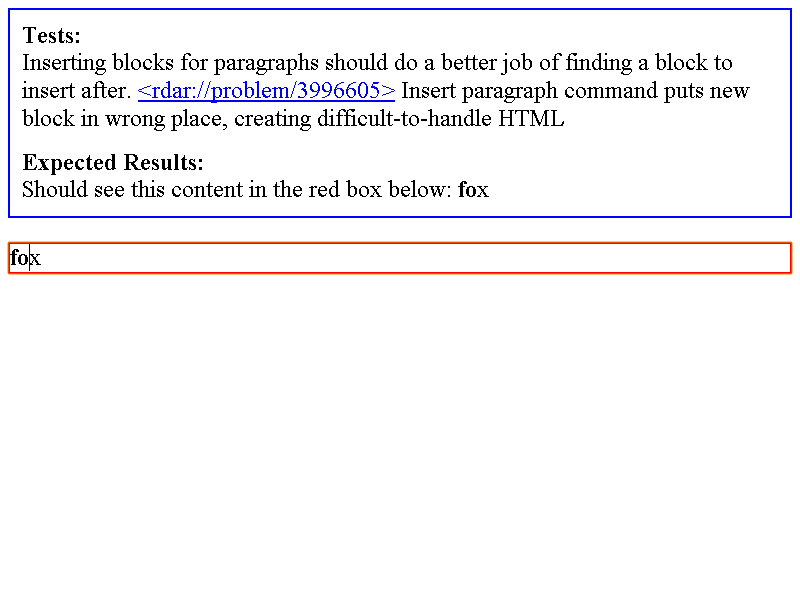 Tests:
Inserting blocks for paragraphs should do a better job of finding a block to
insert after. <rdar://problem/3996605> Insert paragraph command puts new
block in wrong place, creating difficult-to-handle HTML
Expected Results:
Should see this content in the red box below: fox
fox